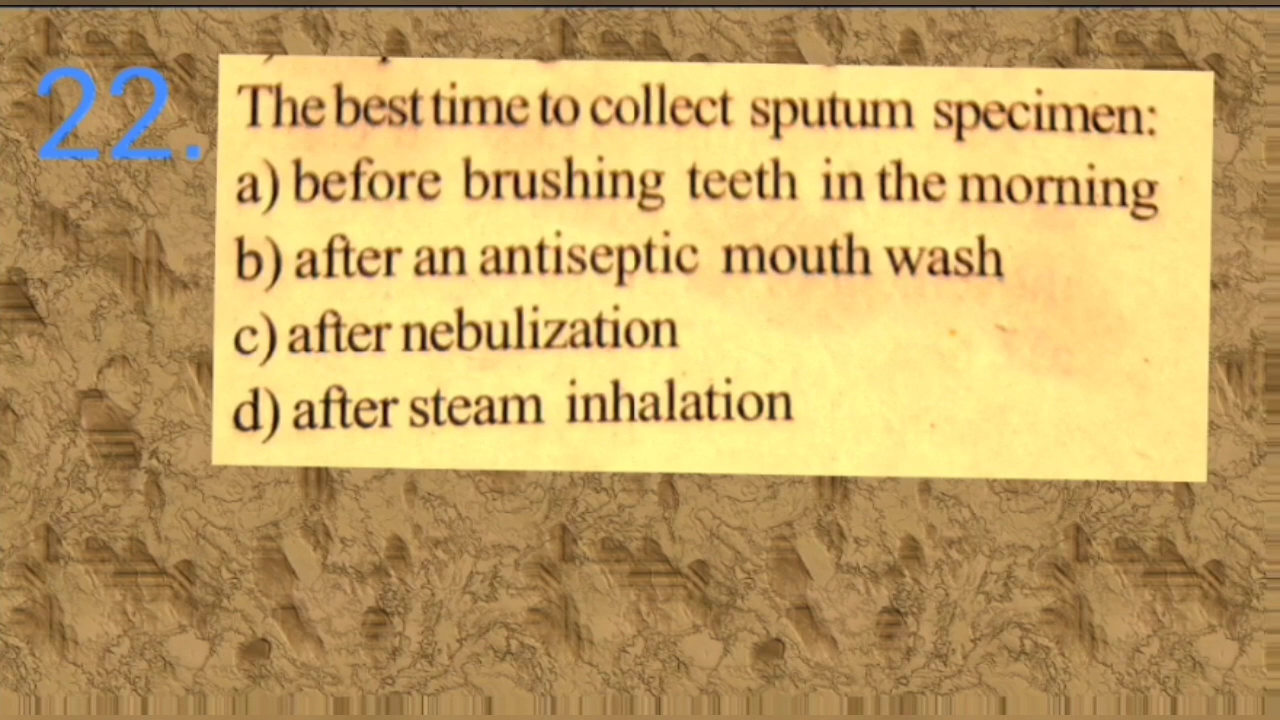 22.
The best time to collect sputum specimen:
a) before brushing teeth in the morning
b) after an antiseptic mouth wash
c) after nebulization
d) after steam inhalation